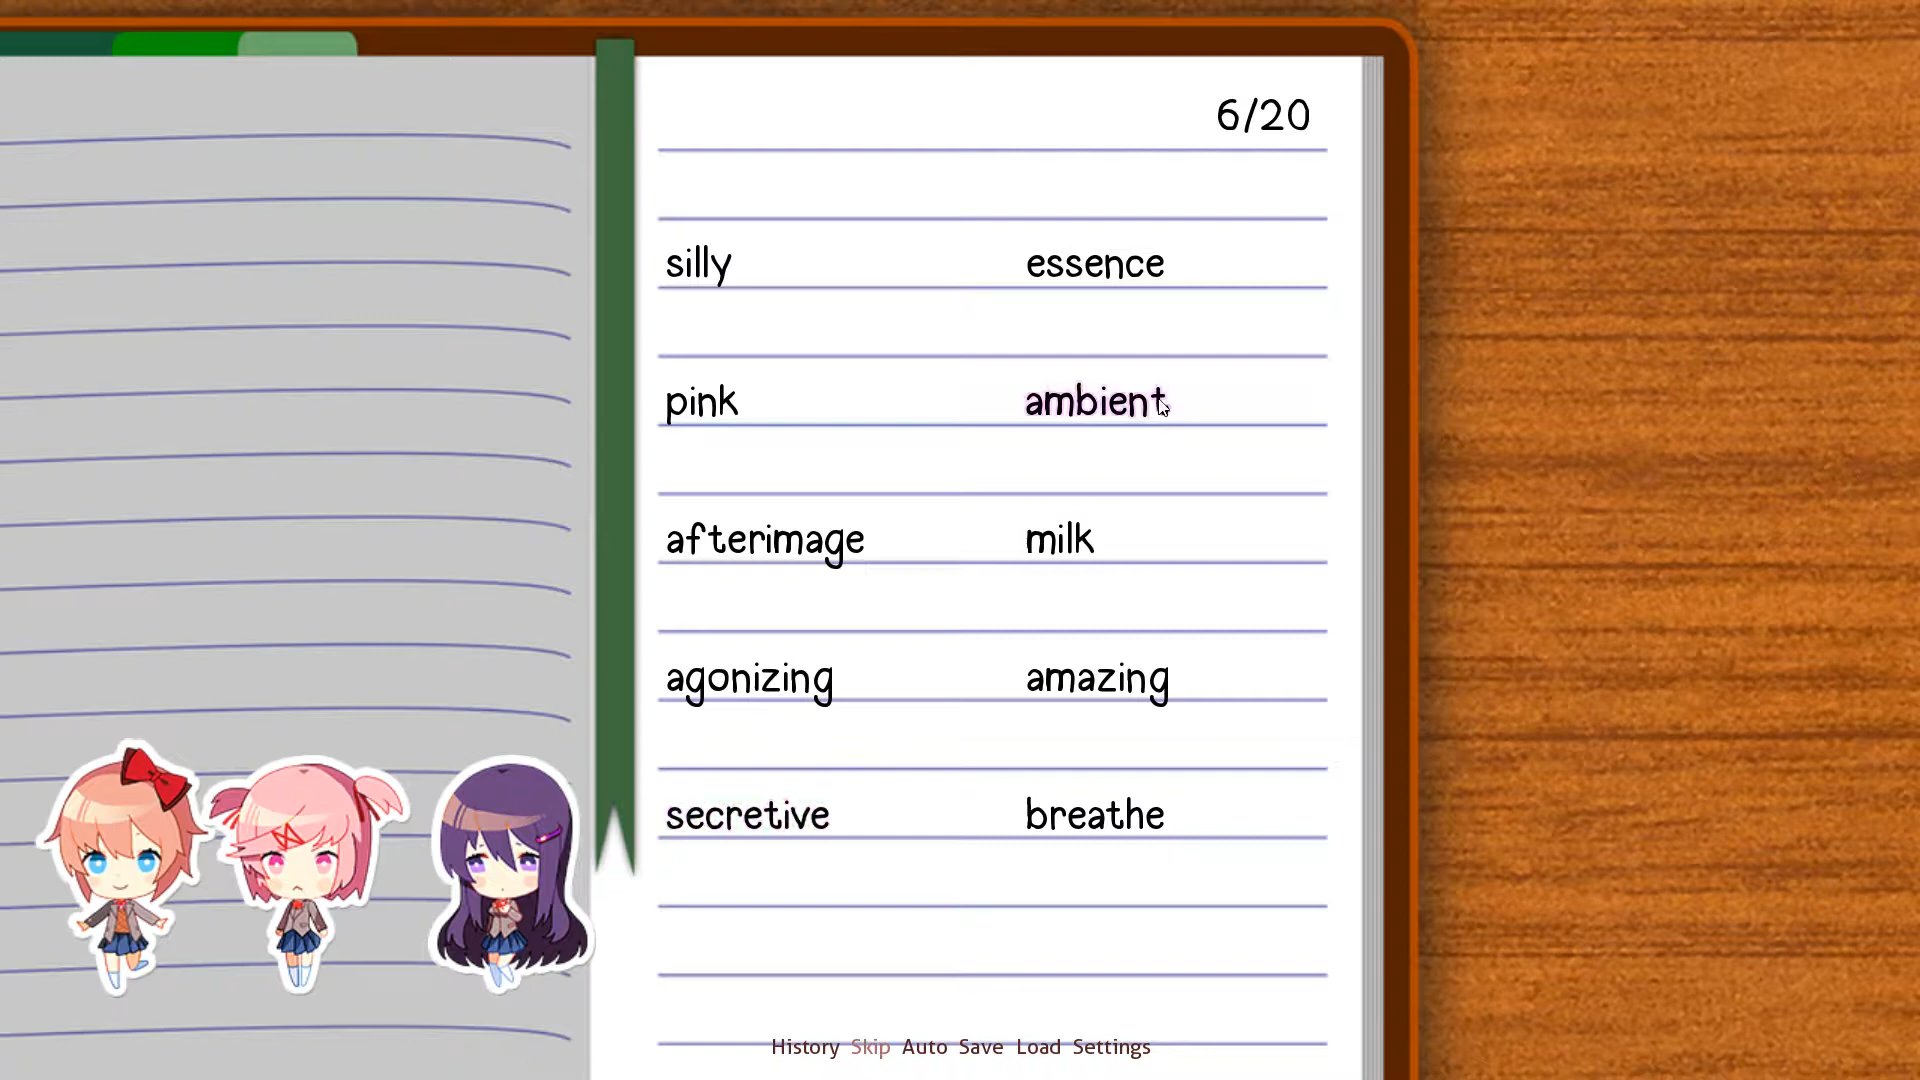 6/20
silly essence
pink ambient
afterimage milk
agonizing amazing
secretive breathe
History Skip Auto Save Load Settings